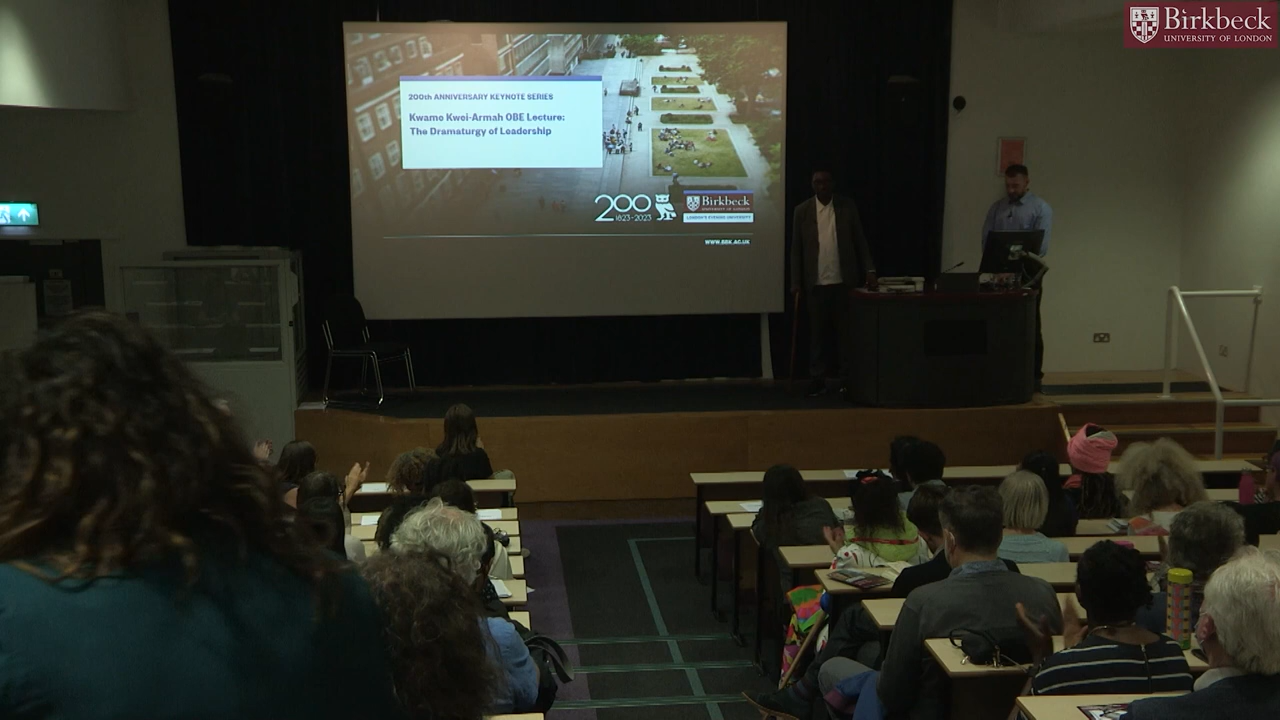 Birkbeck
UNIVERSITY OF LONDON
200th ANNIVERSARY KEYNOTE SERIES
Kwame Kwei-Armah OBE Lecture:
The Dramaturgy of Leadership
200
1823-2023
Birkbeck
UNIVERSITY OF LONDON
LONDON'S EVENING UNIVERSITY
WWW.BBK.AC.UK